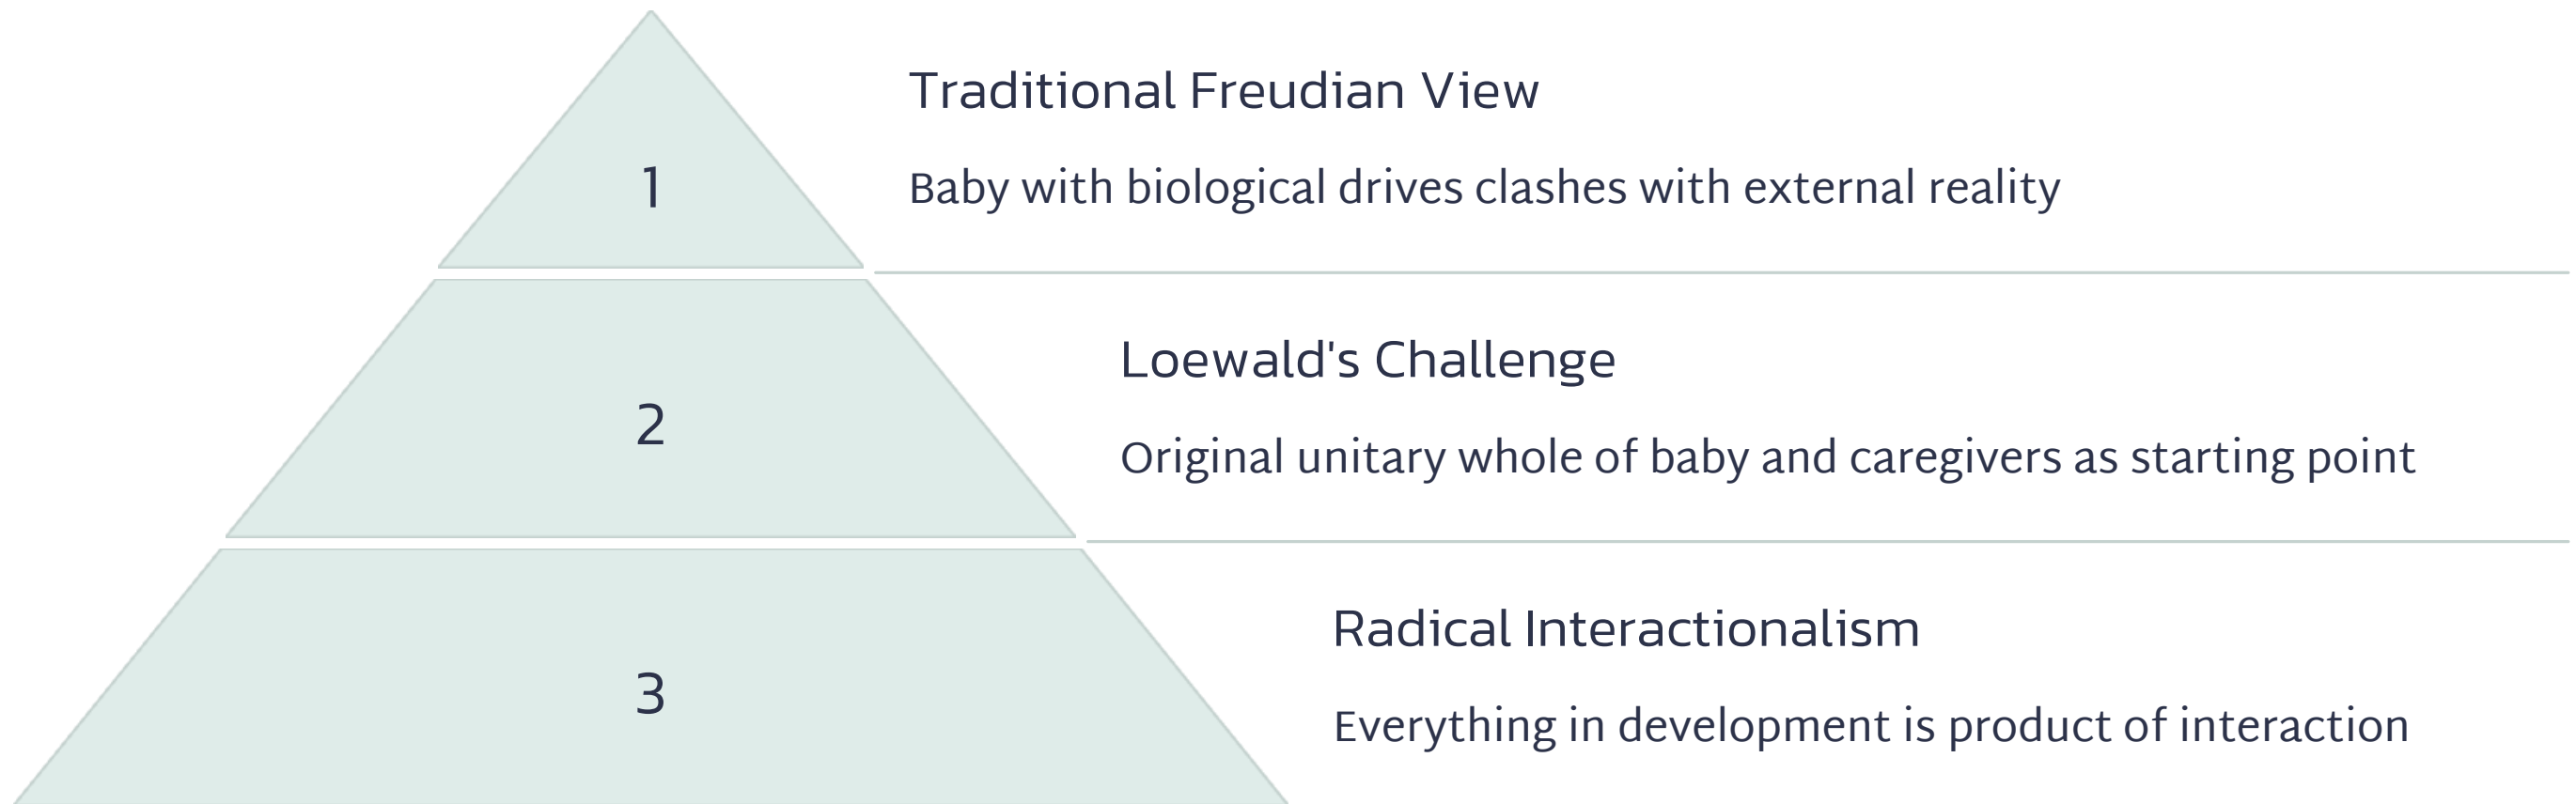 1
Traditional Freudian View
Baby with biological drives clashes with external reality
2
Loewald's Challenge
Original unitary whole of baby and caregivers as starting point
3
Radical Interactionalism
Everything in development is product of interaction